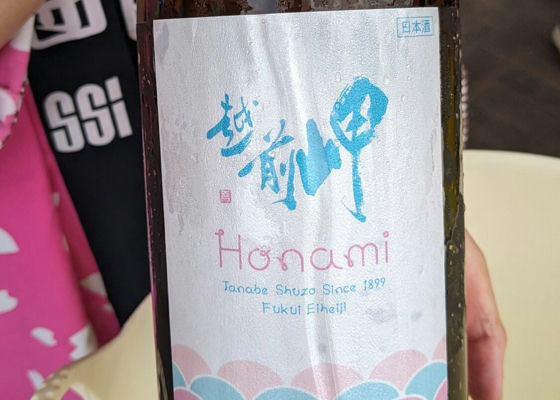 日本酒
越前岬
Honami
Tanabe Shuzo Since 1899
Fukui Eiheiji
SSI